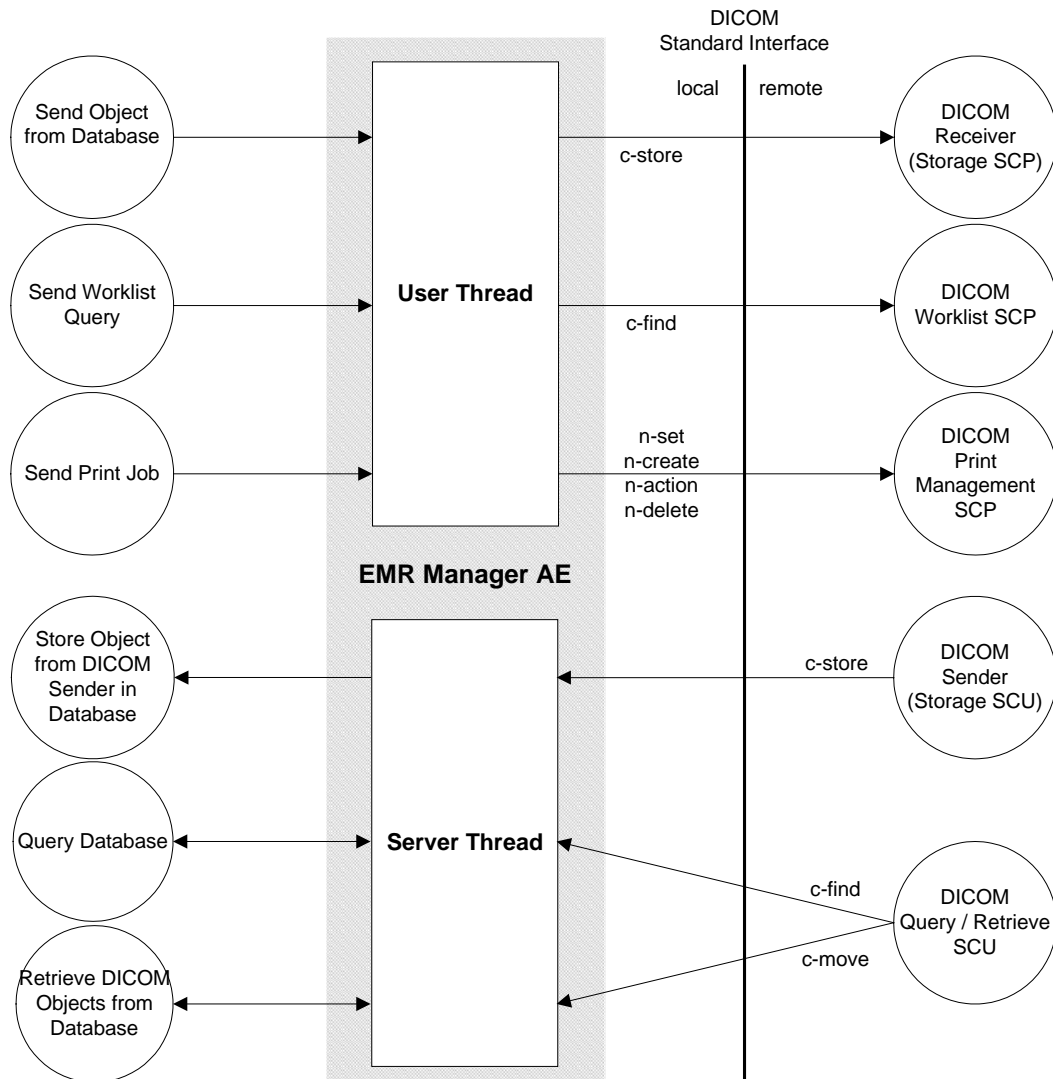 DICOM
Standard Interface
local
remote
Send Object
from Database
c-store
DICOM
Receiver
(Storage SCP)
Send Worklist
Query
User Thread
c-find
DICOM
Worklist SCP
Send Print Job
n-set
n-create
n-action
n-delete
DICOM
Print
Management
SCP
EMR Manager AE
Store Object
from DICOM
Sender in
Database
c-store
DICOM
Sender
(Storage SCU)
Query Database
Server Thread
c-find
c-move
DICOM
Query / Retrieve
SCU
Retrieve DICOM
Objects from
Database